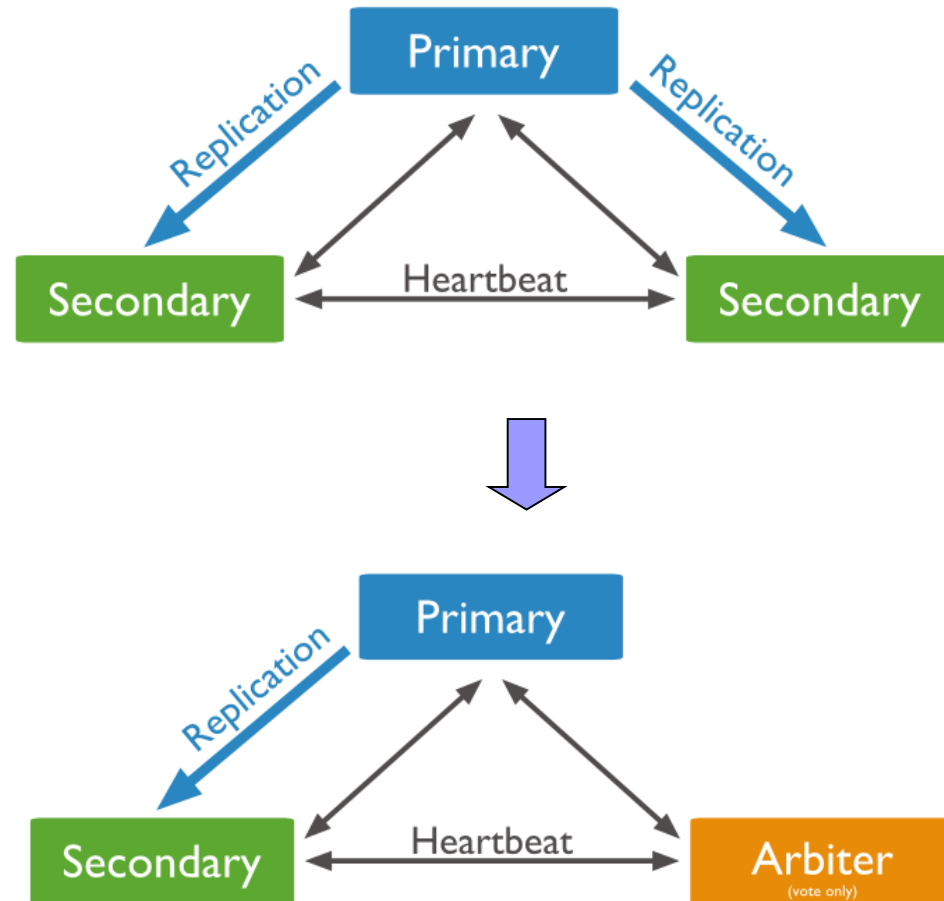 Primary
Replication
Replication
Secondary
Heartbeat
Secondary
Primary
Replication
Secondary
Heartbeat
Arbiter
(vote only)